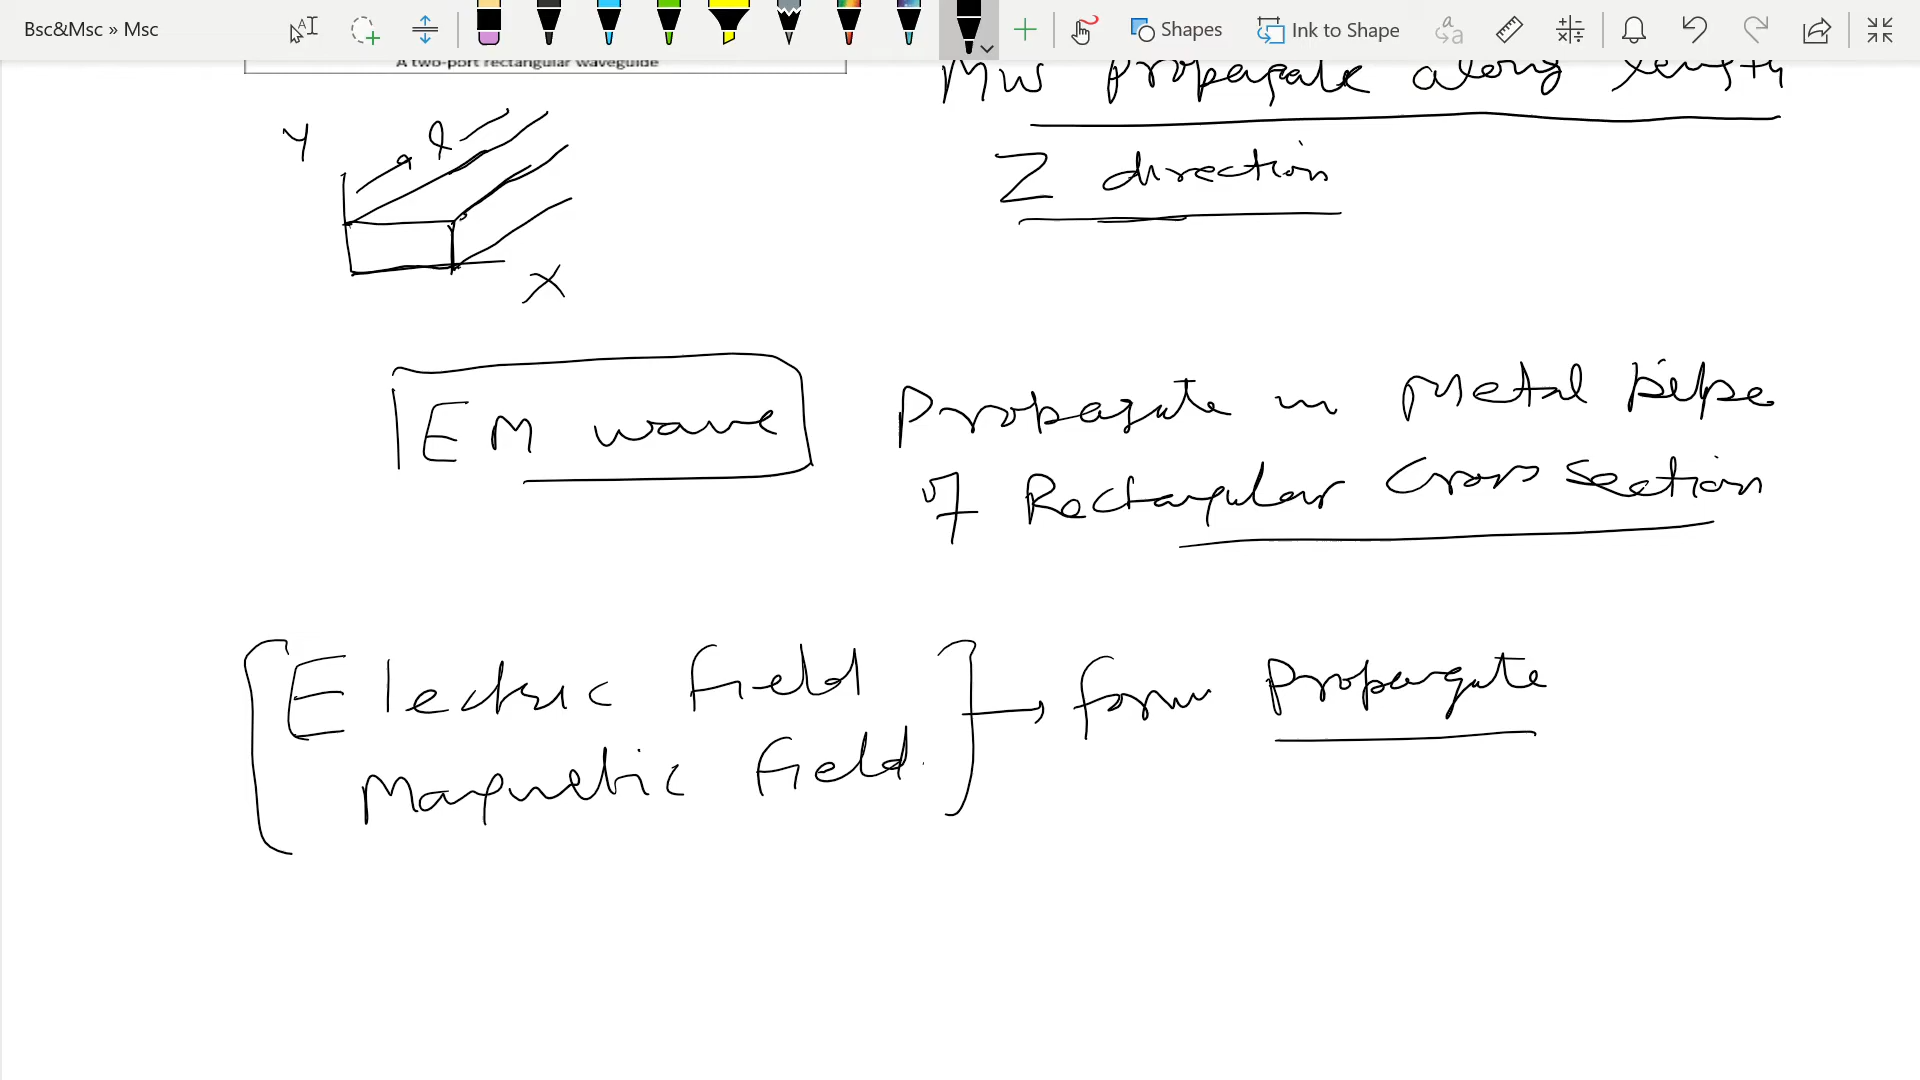 Bsc&Msc » Msc
Shapes
Ink to Shape
A two-port rectangular waveguide
MW propagate along length
Z direction
Y
l
X
EM wave
Propagate in Metal pipe
of Rectangular Cross section
Electric field
Magnetic field
→ form Propagate